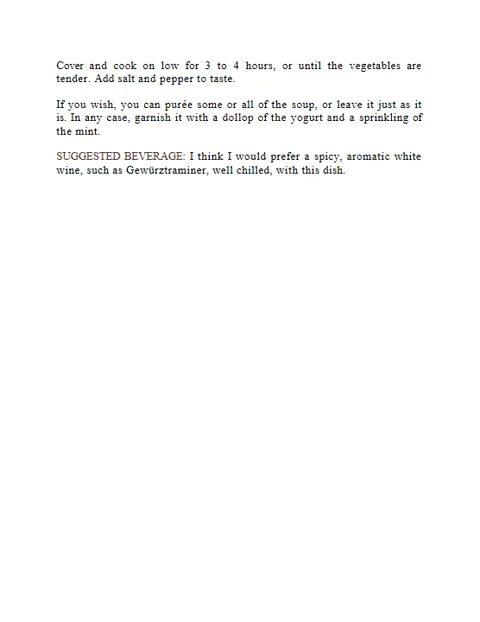 Cover and cook on low for 3 to 4 hours, or until the vegetables are
tender. Add salt and pepper to taste.
If you wish, you can purée some or all of the soup, or leave it just as it
is. In any case, garnish it with a dollop of the yogurt and a sprinkling of
the mint.
SUGGESTED BEVERAGE: I think I would prefer a spicy, aromatic white
wine, such as Gewürztraminer, well chilled, with this dish.